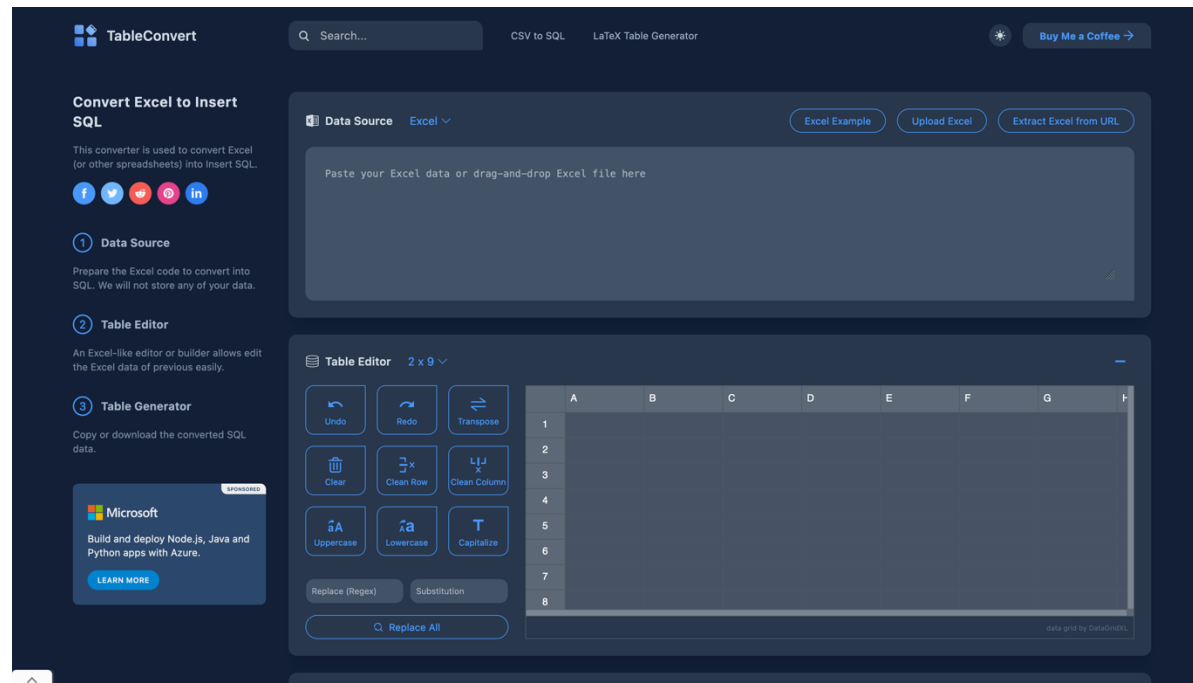 TableConvert
Search...
CSV to SQL
LaTeX Table Generator
Buy Me a Coffee →
Convert Excel to Insert
SQL
This converter is used to convert Excel
(or other spreadsheets) into Insert SQL.
1 Data Source
Prepare the Excel code to convert into
SQL. We will not store any of your data.
2 Table Editor
An Excel-like editor or builder allows edit
the Excel data of previous easily.
3 Table Generator
Copy or download the converted SQL
data.
SPONSORED
Microsoft
Build and deploy Node.js, Java and
Python apps with Azure.
LEARN MORE
Data Source Excel
Excel Example
Upload Excel
Extract Excel from URL
Paste your Excel data or drag-and-drop Excel file here
Table Editor 2 x 9
Undo Redo Transpose
Clear Clean Row Clean Column
Uppercase Lowercase Capitalize
Replace (Regex) Substitution
Replace All
A B C D E F G H
1
2
3
4
5
6
7
8
data grid by DataGridXL